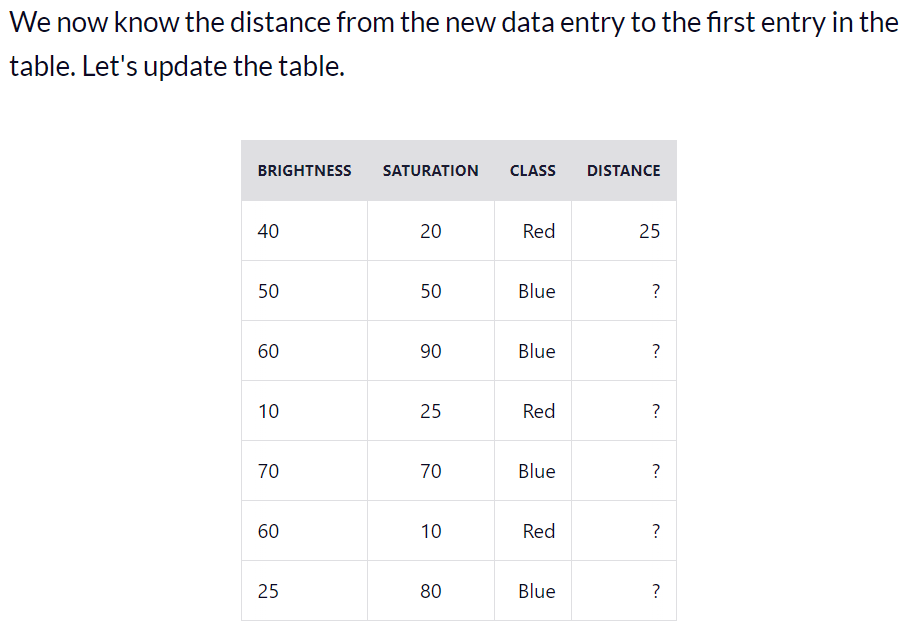 We now know the distance from the new data entry to the first entry in the
table. Let's update the table.
BRIGHTNESS SATURATION CLASS DISTANCE
40 20 Red 25
50 50 Blue ?
60 90 Blue ?
10 25 Red ?
70 70 Blue ?
60 10 Red ?
25 80 Blue ?